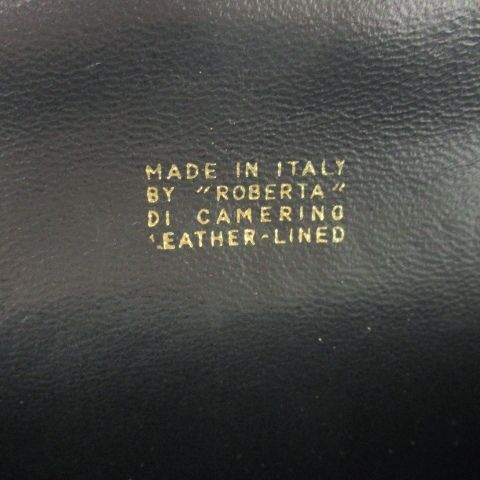 MADE IN ITALY
BY "ROBERTA"
DI CAMERINO
LEATHER-LINED